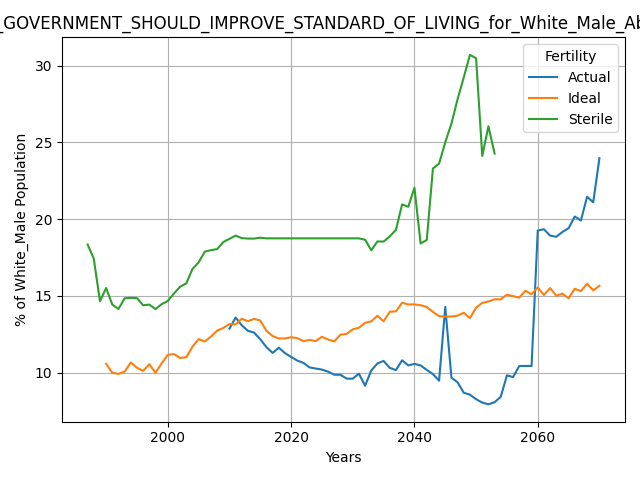 _GOVERNMENT_SHOULD_IMPROVE_STANDARD_OF_LIVING_for_White_Male_Ab
Fertility
Actual
Ideal
Sterile
% of White_Male Population
30
25
20
15
10
2000
2020
2040
2060
Years